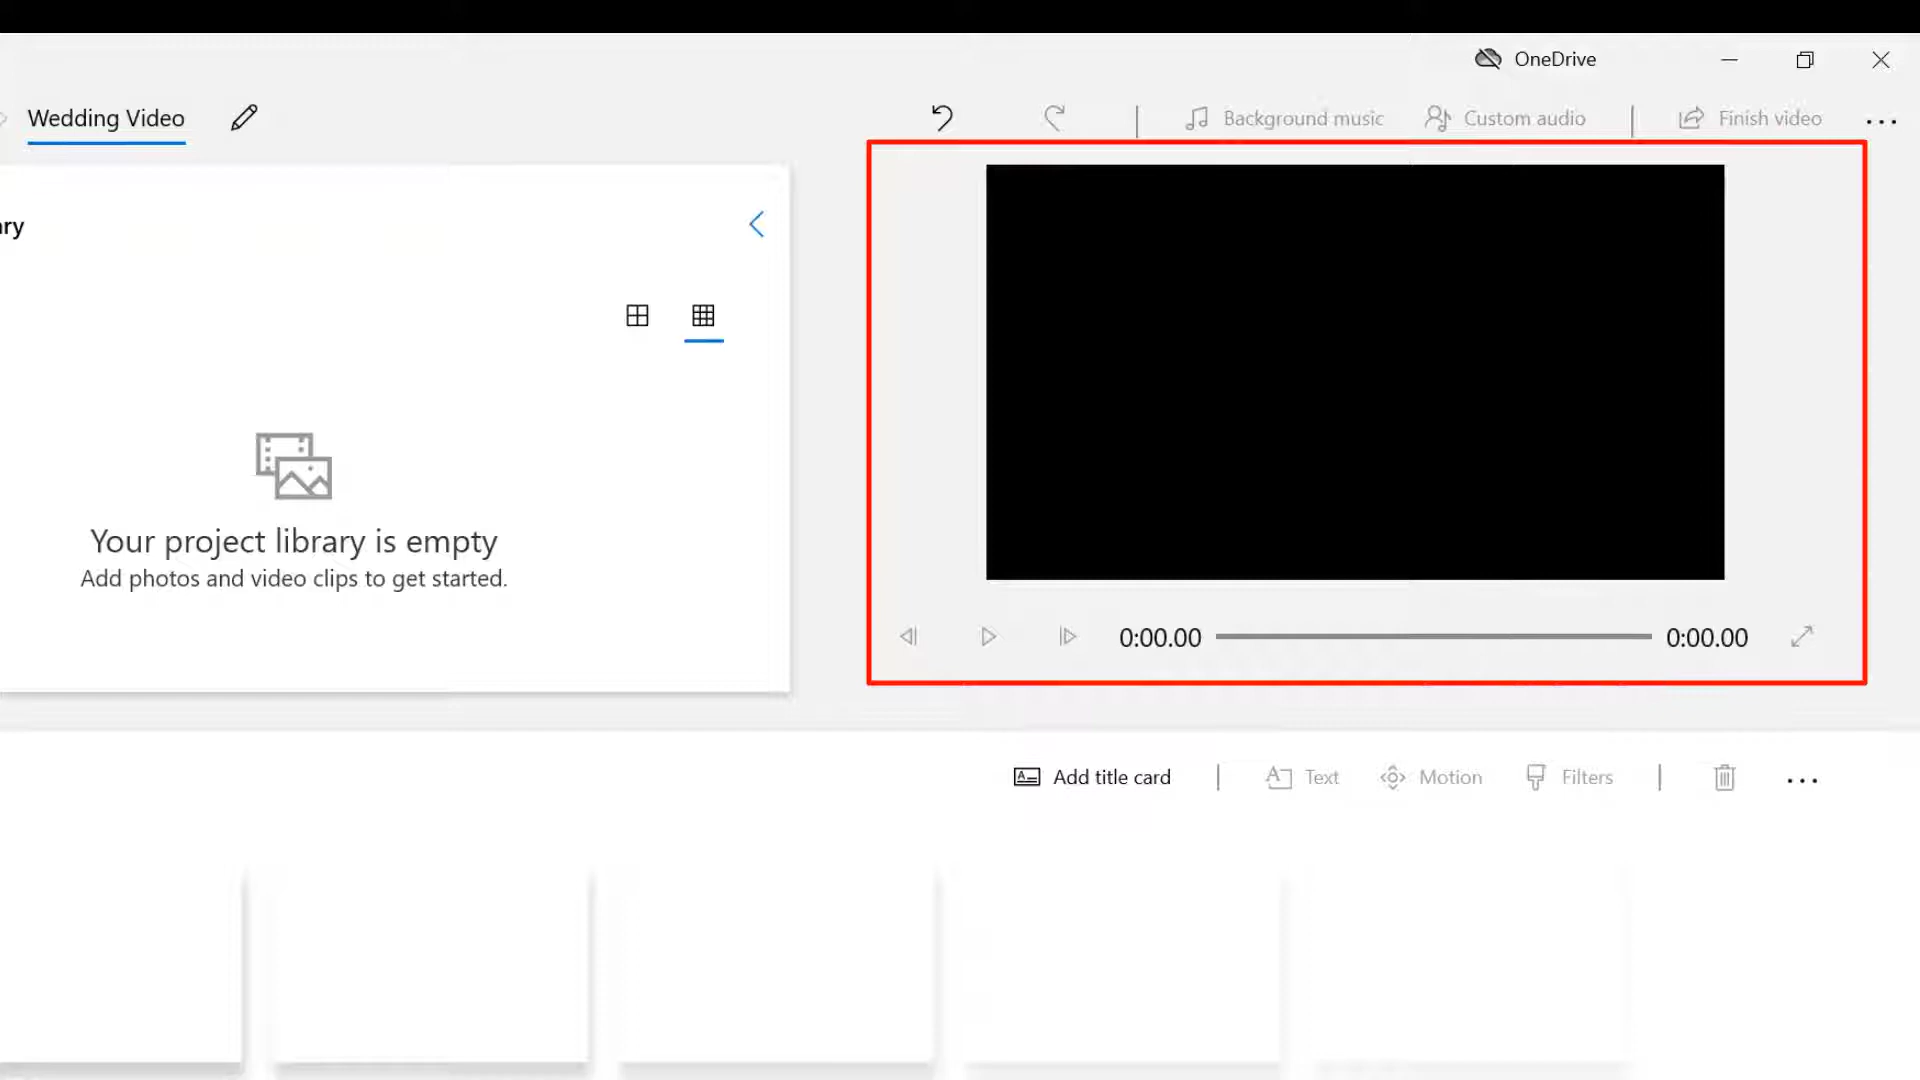 OneDrive
Wedding Video
Background music
Custom audio
Finish video
Your project library is empty
Add photos and video clips to get started.
0:00.00
0:00.00
Add title card
Text
Motion
Filters